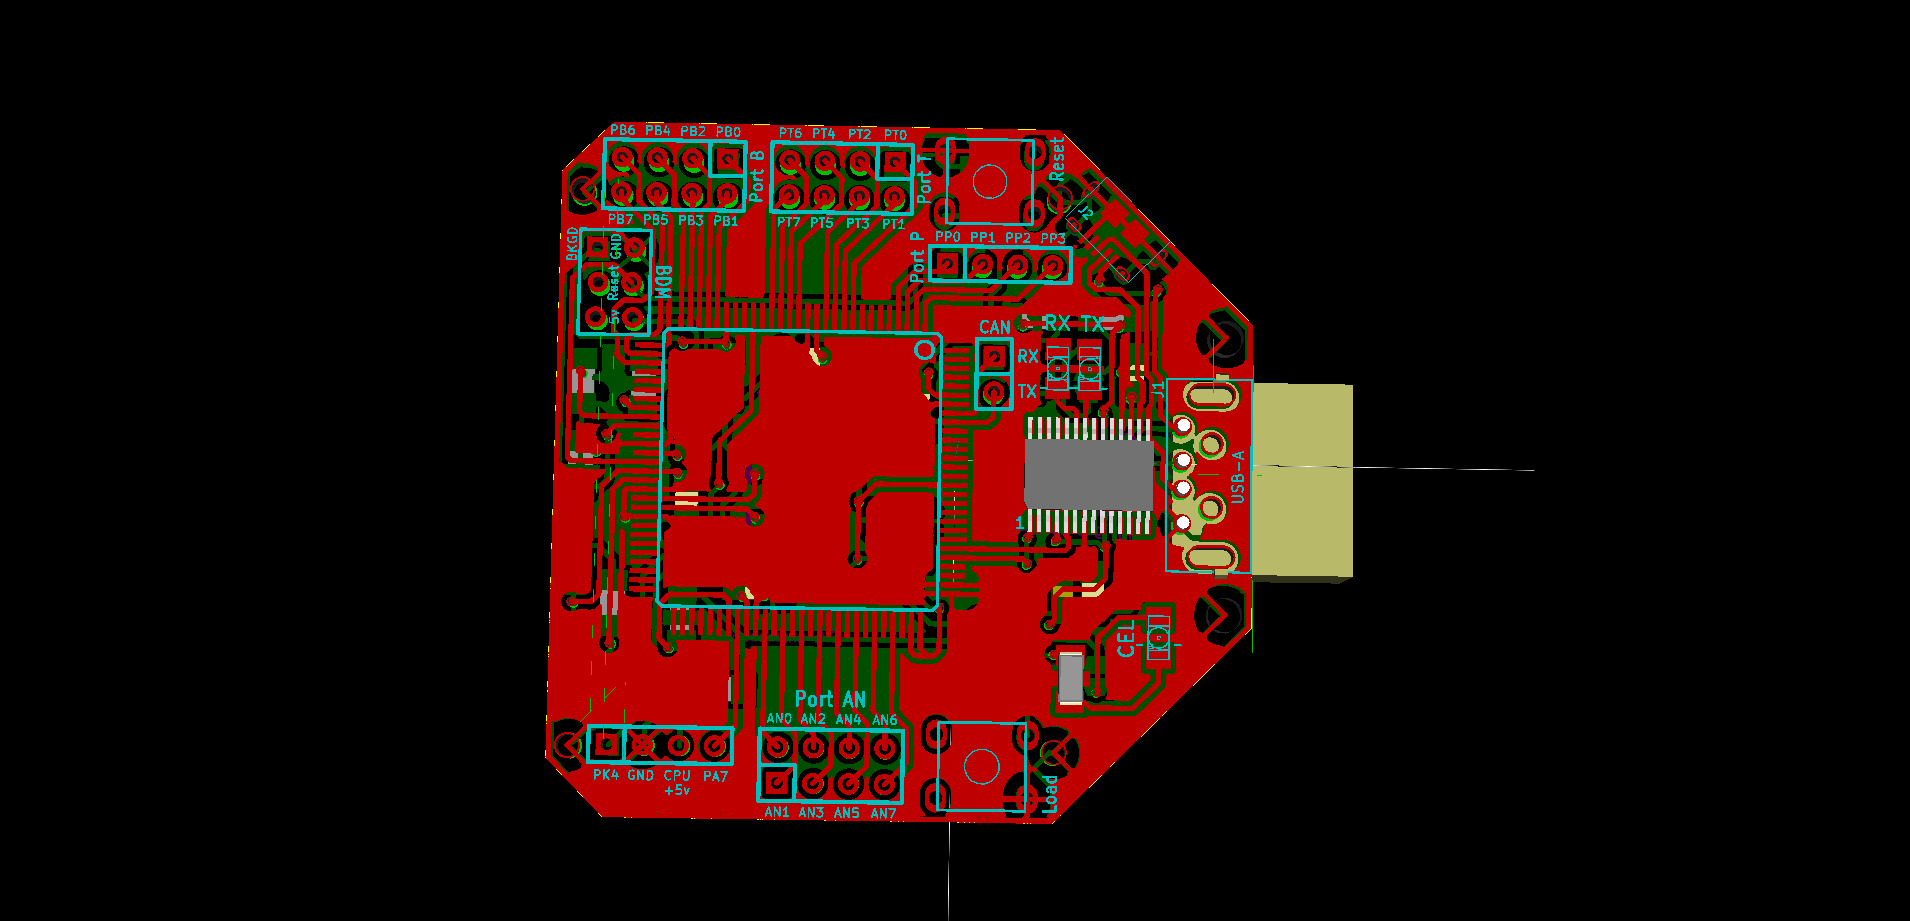 PB6 PB4 PB2 PB0
PT6 PT4 PT2 PT0
Port B
Port T
Reset
PB7 PB5 PB3 PB1
PT7 PT5 PT3 PT1
J2
BKGD
GND
Reset
5v
BDM
Port P
PP0 PP1 PP2 PP3
CAN
RX TX
RX
TX
J1
USB-A
1
CEL
Port AN
AN0 AN2 AN4 AN6
PK4 GND CPU PA7
+5v
AN1 AN3 AN5 AN7
Load